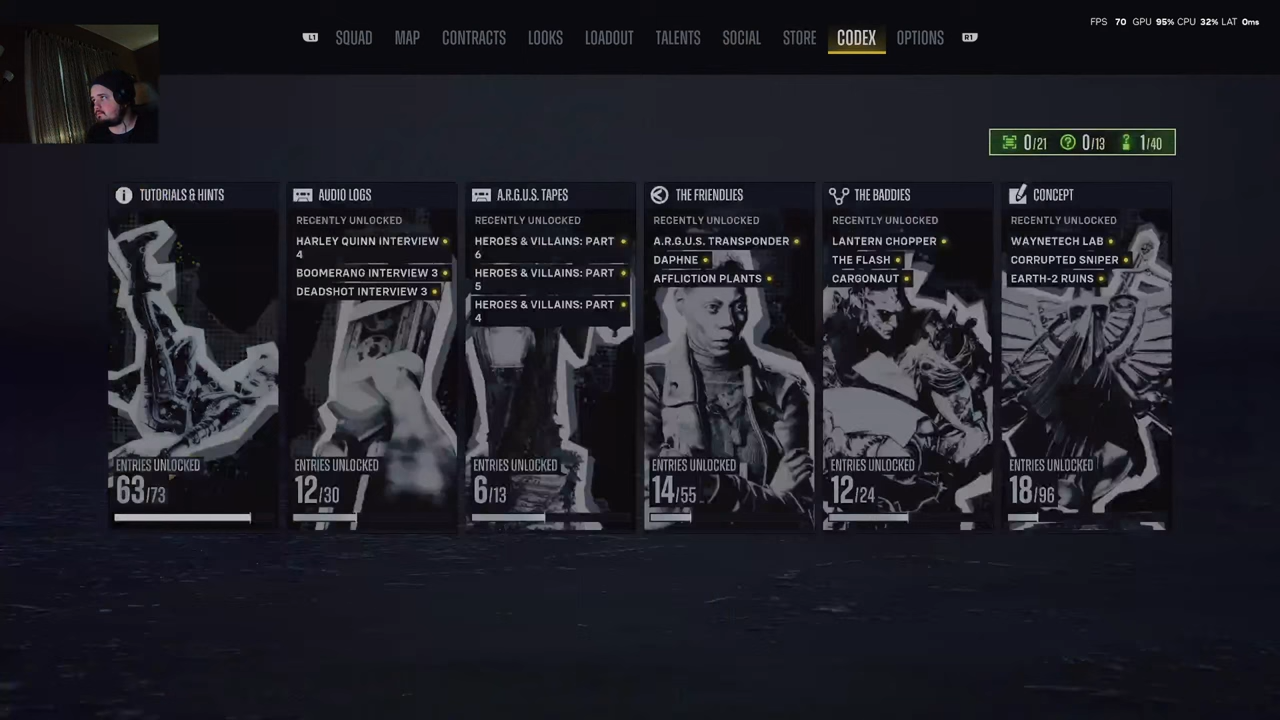 FPS 70 GPU 95% CPU 32% LAT 0ms
L1 SQUAD MAP CONTRACTS LOOKS LOADOUT TALENTS SOCIAL STORE CODEX OPTIONS R1
0/21 0/13 1/40
TUTORIALS & HINTS
ENTRIES UNLOCKED
63/73
AUDIO LOGS
RECENTLY UNLOCKED
HARLEY QUINN INTERVIEW
4
BOOMERANG INTERVIEW 3
DEADSHOT INTERVIEW 3
ENTRIES UNLOCKED
12/30
A.R.G.U.S. TAPES
RECENTLY UNLOCKED
HEROES & VILLAINS: PART
6
HEROES & VILLAINS: PART
5
HEROES & VILLAINS: PART
4
ENTRIES UNLOCKED
6/13
THE FRIENDLIES
RECENTLY UNLOCKED
A.R.G.U.S. TRANSPONDER
DAPHNE
AFFLICTION PLANTS
ENTRIES UNLOCKED
14/55
THE BADDIES
RECENTLY UNLOCKED
LANTERN CHOPPER
THE FLASH
CARGONAUT
ENTRIES UNLOCKED
12/24
CONCEPT
RECENTLY UNLOCKED
WAYNETECH LAB
CORRUPTED SNIPER
EARTH-2 RUINS
ENTRIES UNLOCKED
18/96